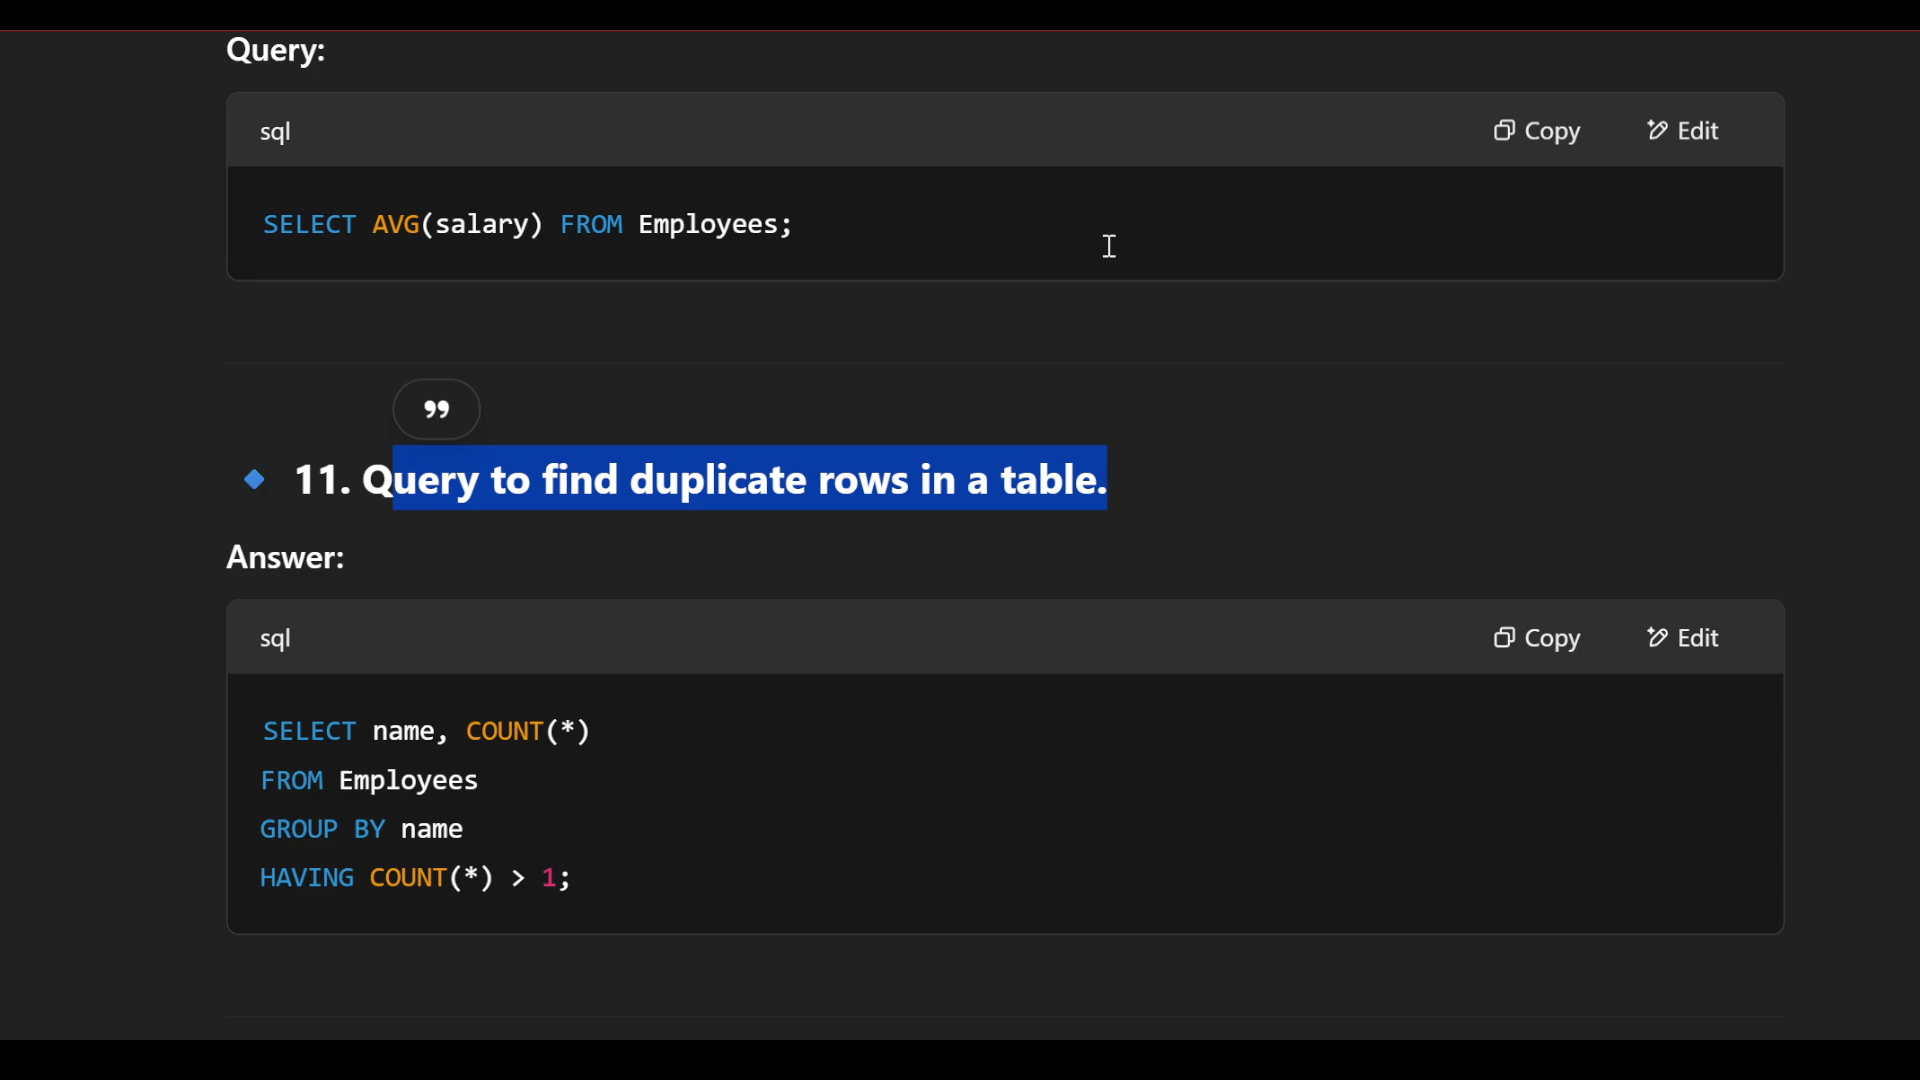 Query:
sql
Copy
Edit
SELECT AVG(salary) FROM Employees;
”
11. Query to find duplicate rows in a table.
Answer:
sql
Copy
Edit
SELECT name, COUNT(*)
FROM Employees
GROUP BY name
HAVING COUNT(*) > 1;